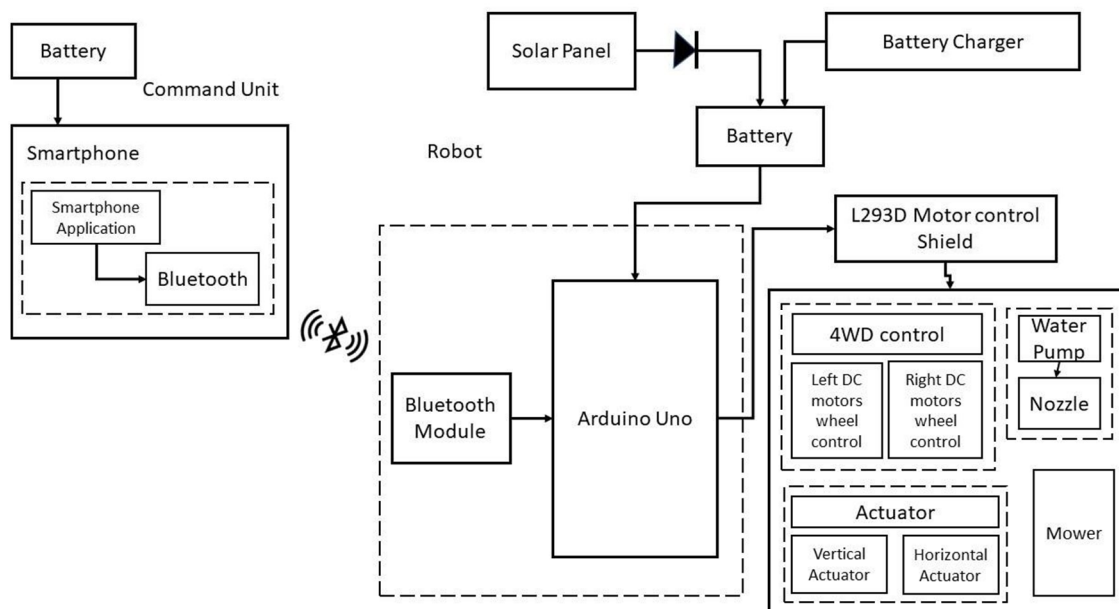 Battery
Command Unit
Smartphone
Smartphone
Application
Bluetooth
Solar Panel
Battery Charger
Battery
Robot
L293D Motor control
Shield
Bluetooth
Module
Arduino Uno
4WD control
Left DC
motors
wheel
control
Right DC
motors
wheel
control
Water
Pump
Nozzle
Actuator
Vertical
Actuator
Horizontal
Actuator
Mower